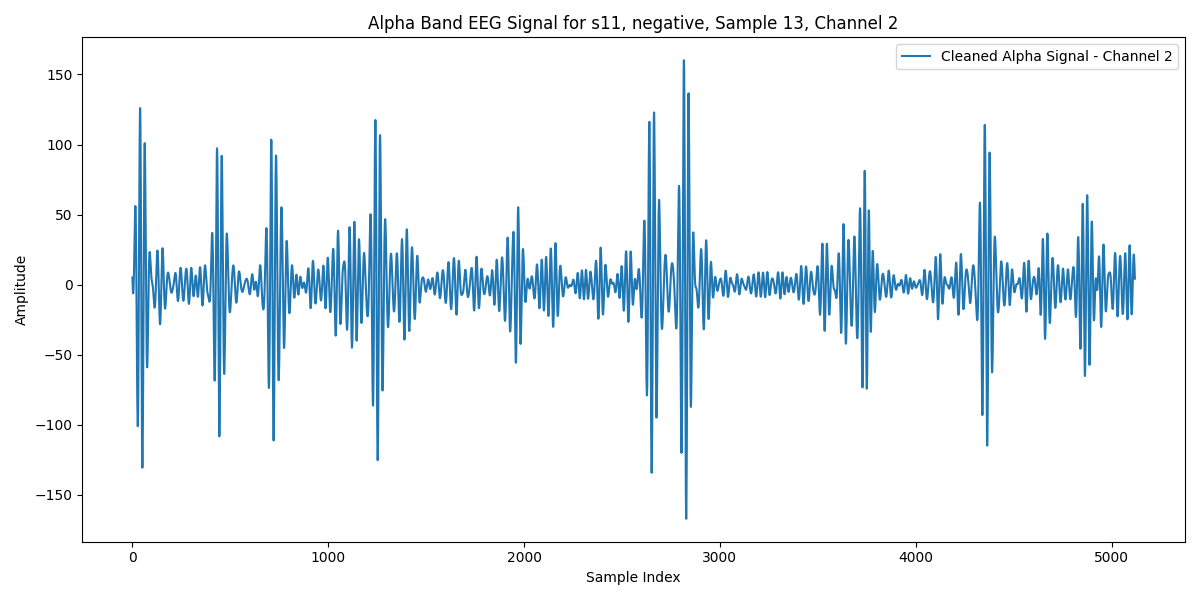 Alpha Band EEG Signal for s11, negative, Sample 13, Channel 2
Cleaned Alpha Signal - Channel 2
Amplitude
150
100
50
0
−50
−100
−150
0 1000 2000 3000 4000 5000
Sample Index